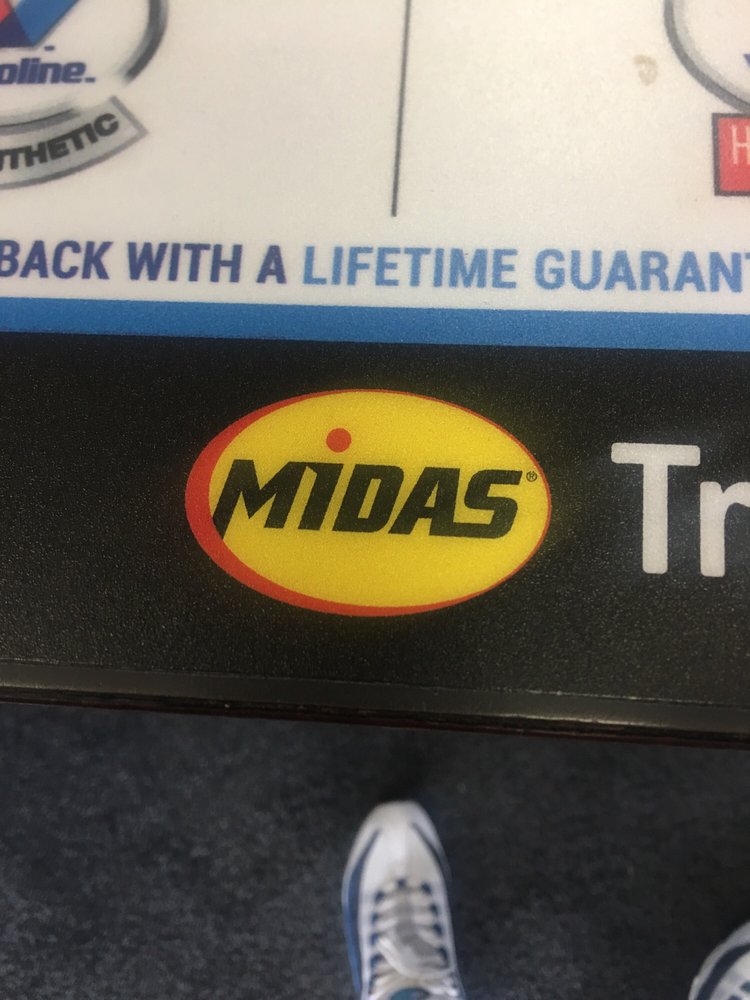 oline.
THETIC
H
BACK WITH A LIFETIME GUARANT
MIDAS®
Tr